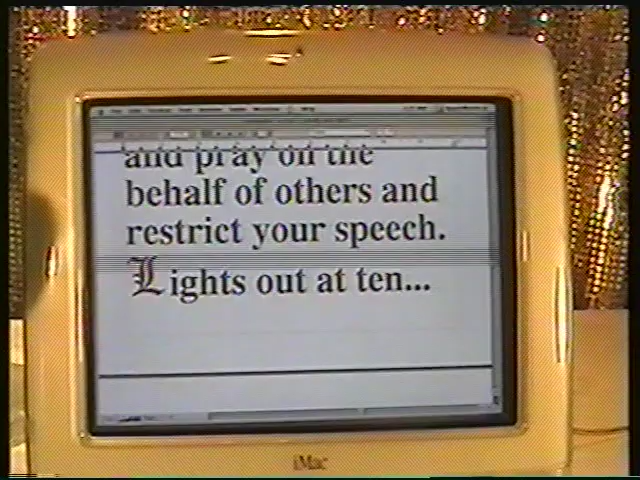 and pray on the
behalf of others and
restrict your speech.
Lights out at ten...
iMac